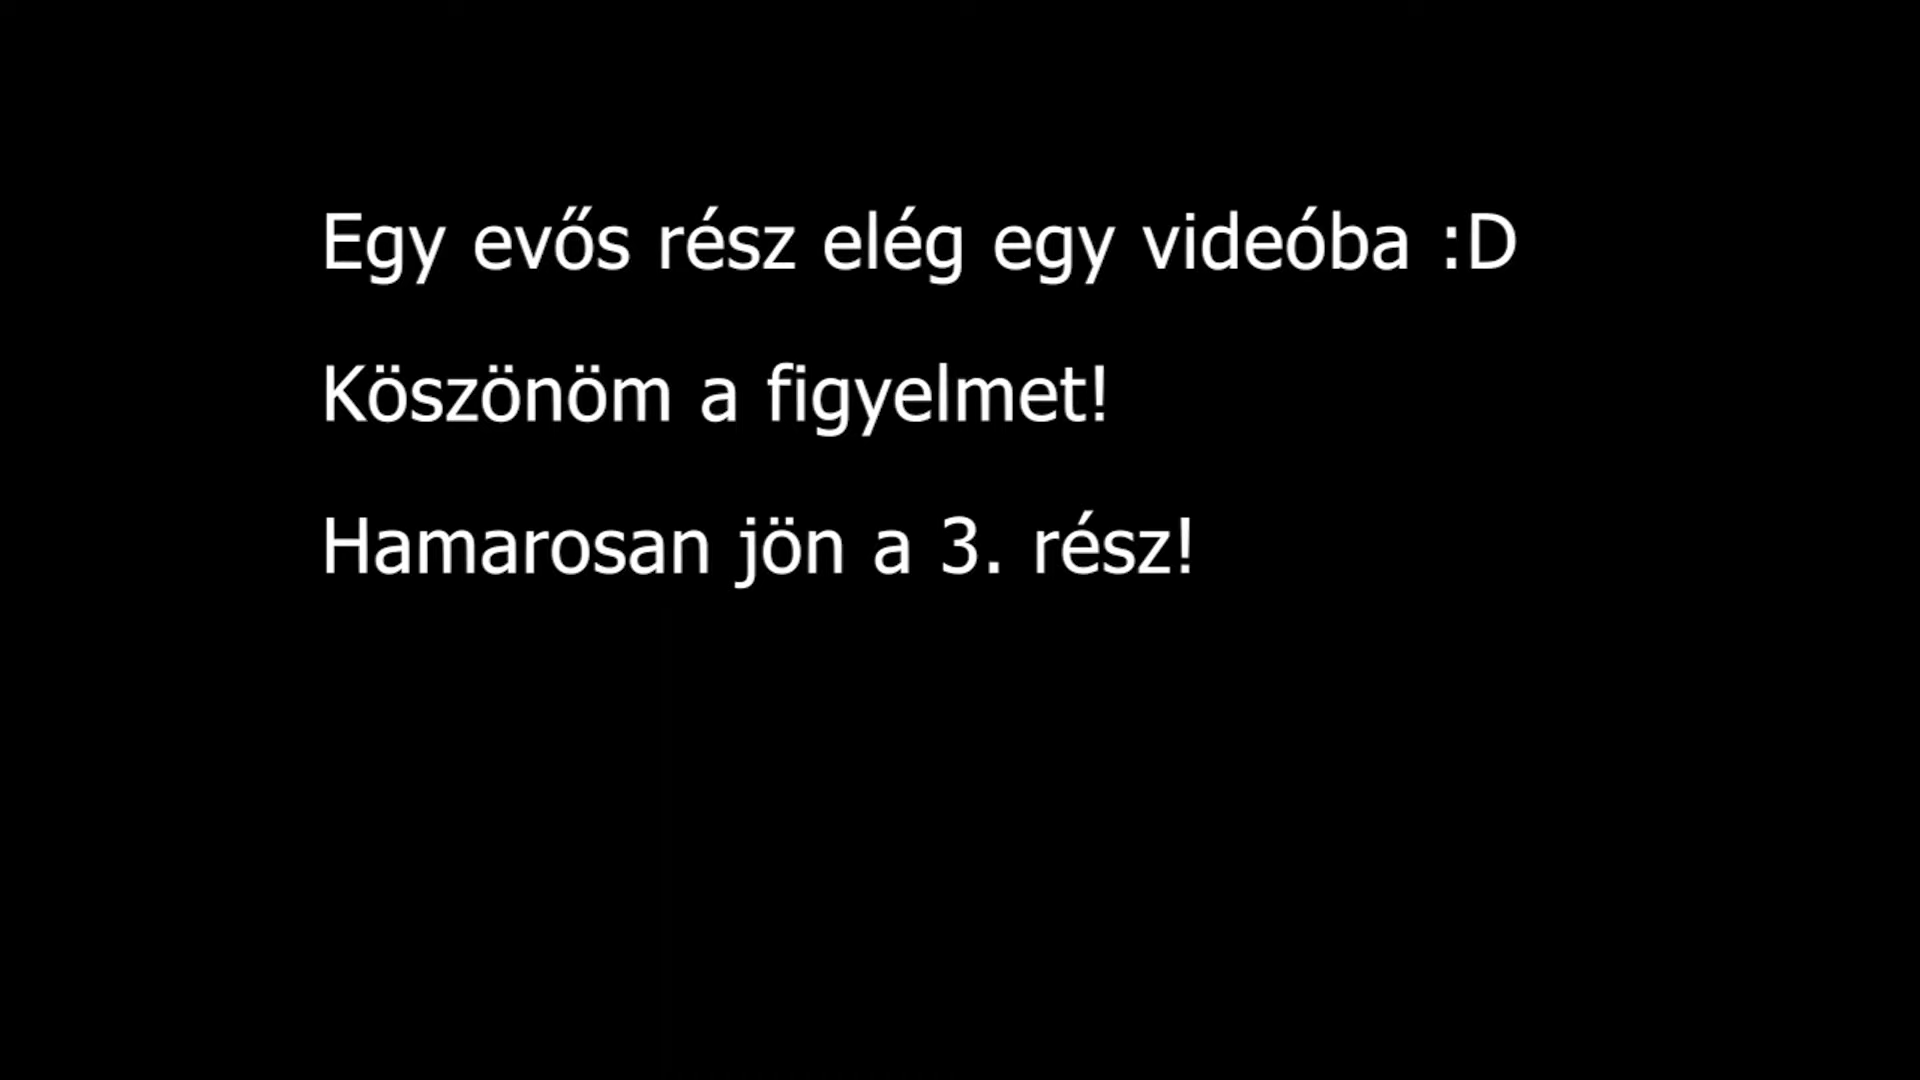 Egy evős rész elég egy videóba :D
Köszönöm a figyelmet!
Hamarosan jön a 3. rész!